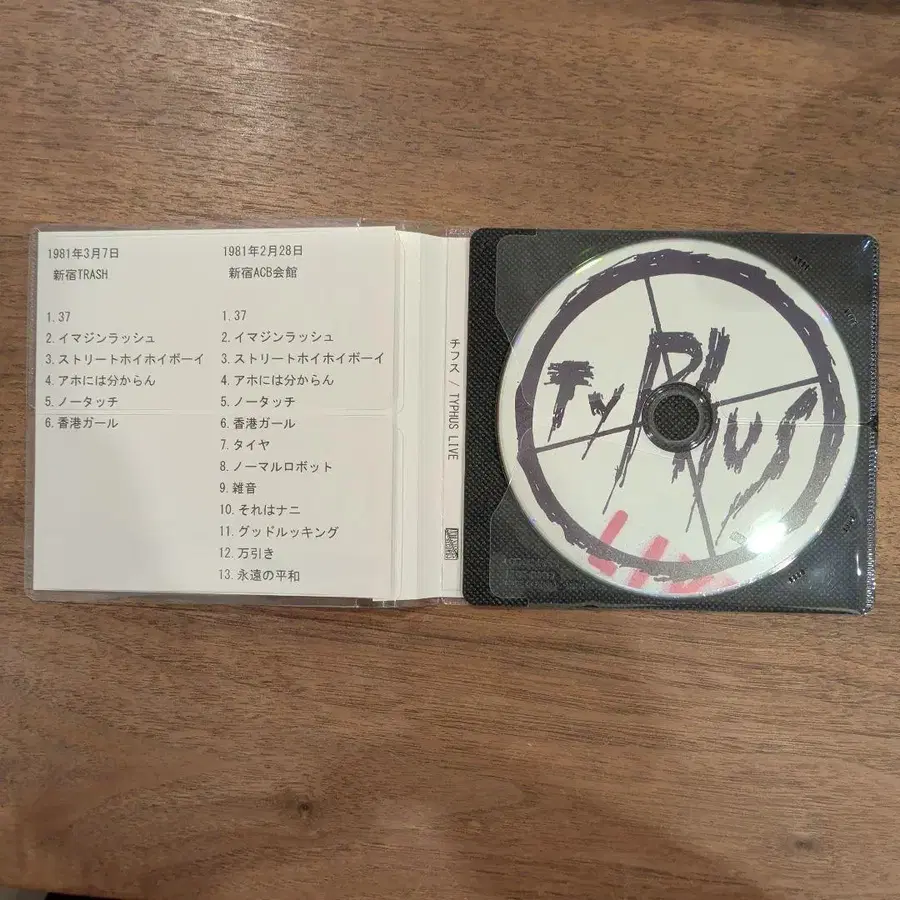 1981年3月7日
新宿TRASH
1. 37
2. イマジンラッシュ
3. ストリートホイホイボーイ
4. アホには分からん
5. ノータッチ
6. 香港ガール
1981年2月28日
新宿ACB会館
1. 37
2. イマジンラッシュ
3. ストリートホイホイボーイ
4. アホには分からん
5. ノータッチ
6. 香港ガール
7. タイヤ
8. ノーマルロボット
9. 雑音
10. それはナニ
11. グッドルッキング
12. 万引き
13. 永遠の平和
チフス / TYPHUS LIVE
TYPHUS